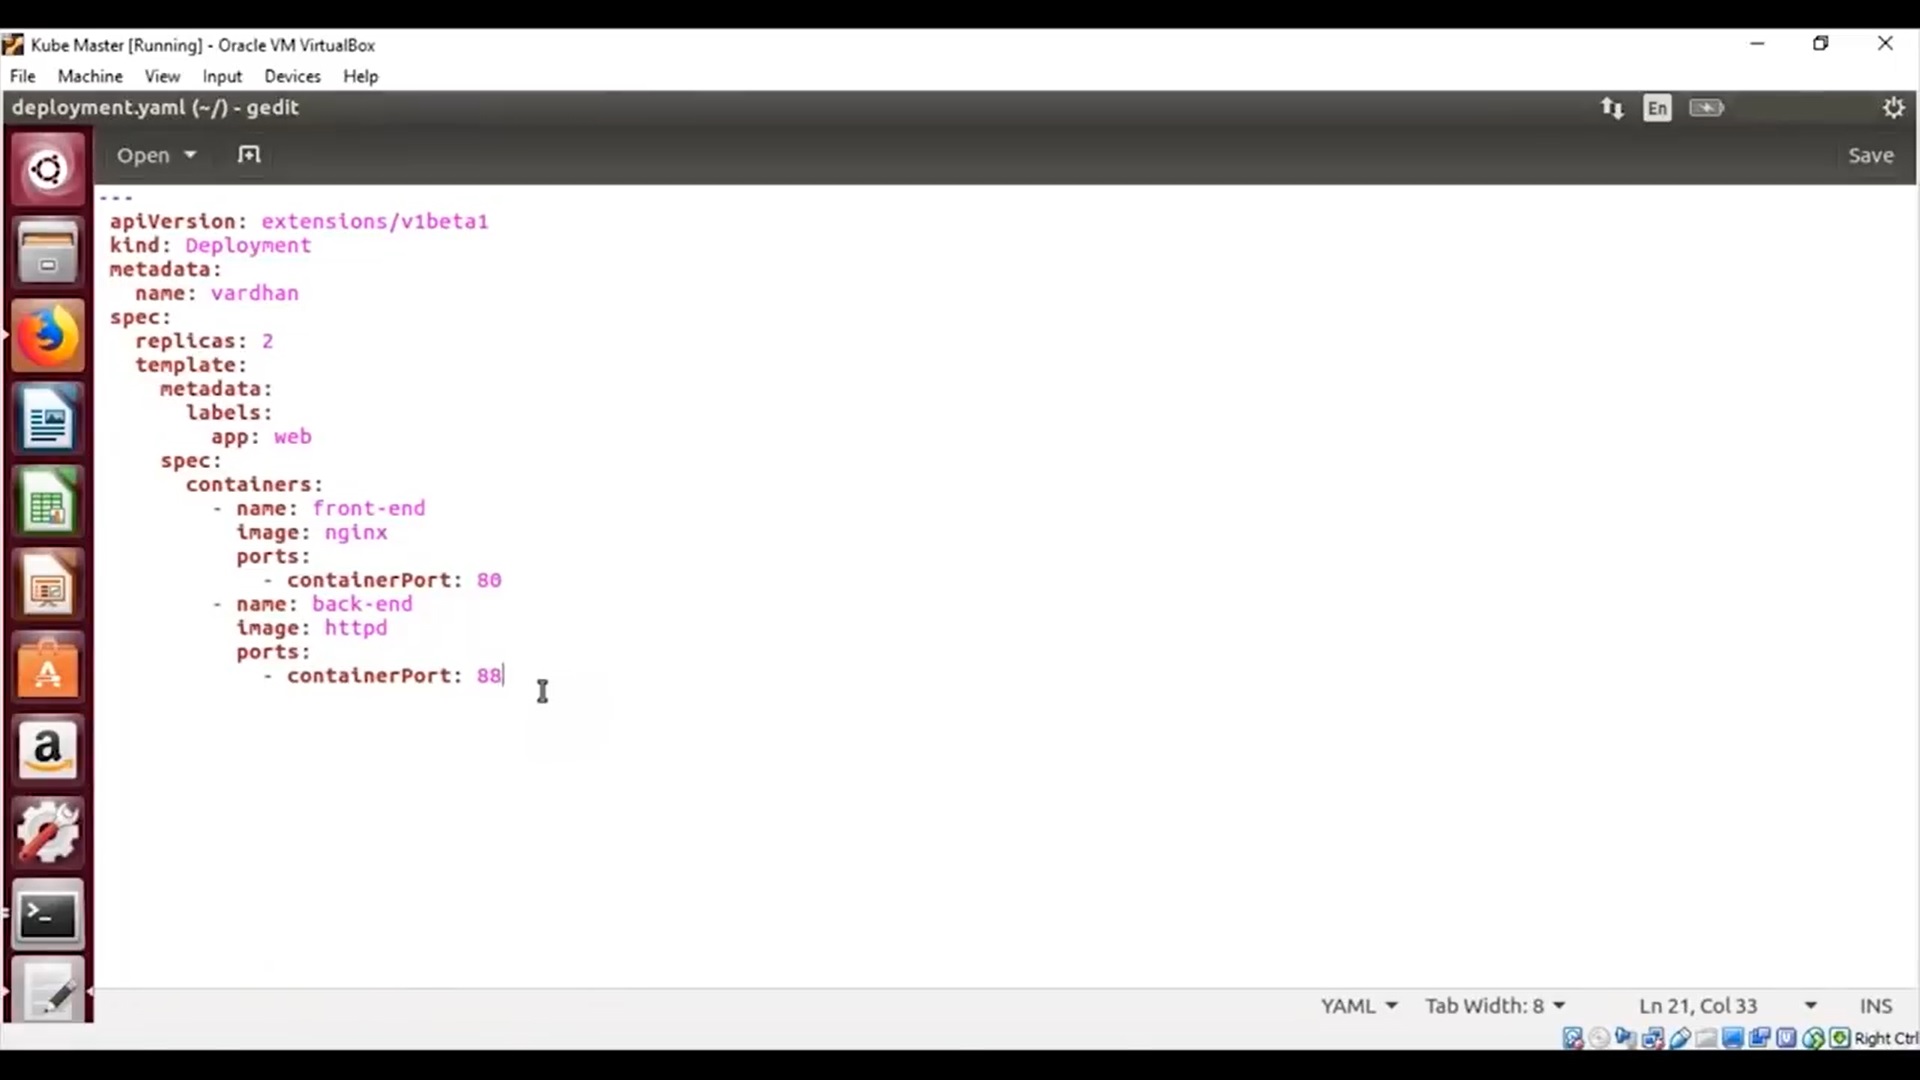 Kube Master [Running] - Oracle VM VirtualBox
File Machine View Input Devices Help
deployment.yaml (~/) - gedit
En
Open
Save
---
apiVersion: extensions/v1beta1
kind: Deployment
metadata:
  name: vardhan
spec:
  replicas: 2
  template:
    metadata:
      labels:
        app: web
    spec:
      containers:
        - name: front-end
          image: nginx
          ports:
            - containerPort: 80
        - name: back-end
          image: httpd
          ports:
            - containerPort: 88
YAML Tab Width: 8 Ln 21, Col 33 INS
Right Ctrl